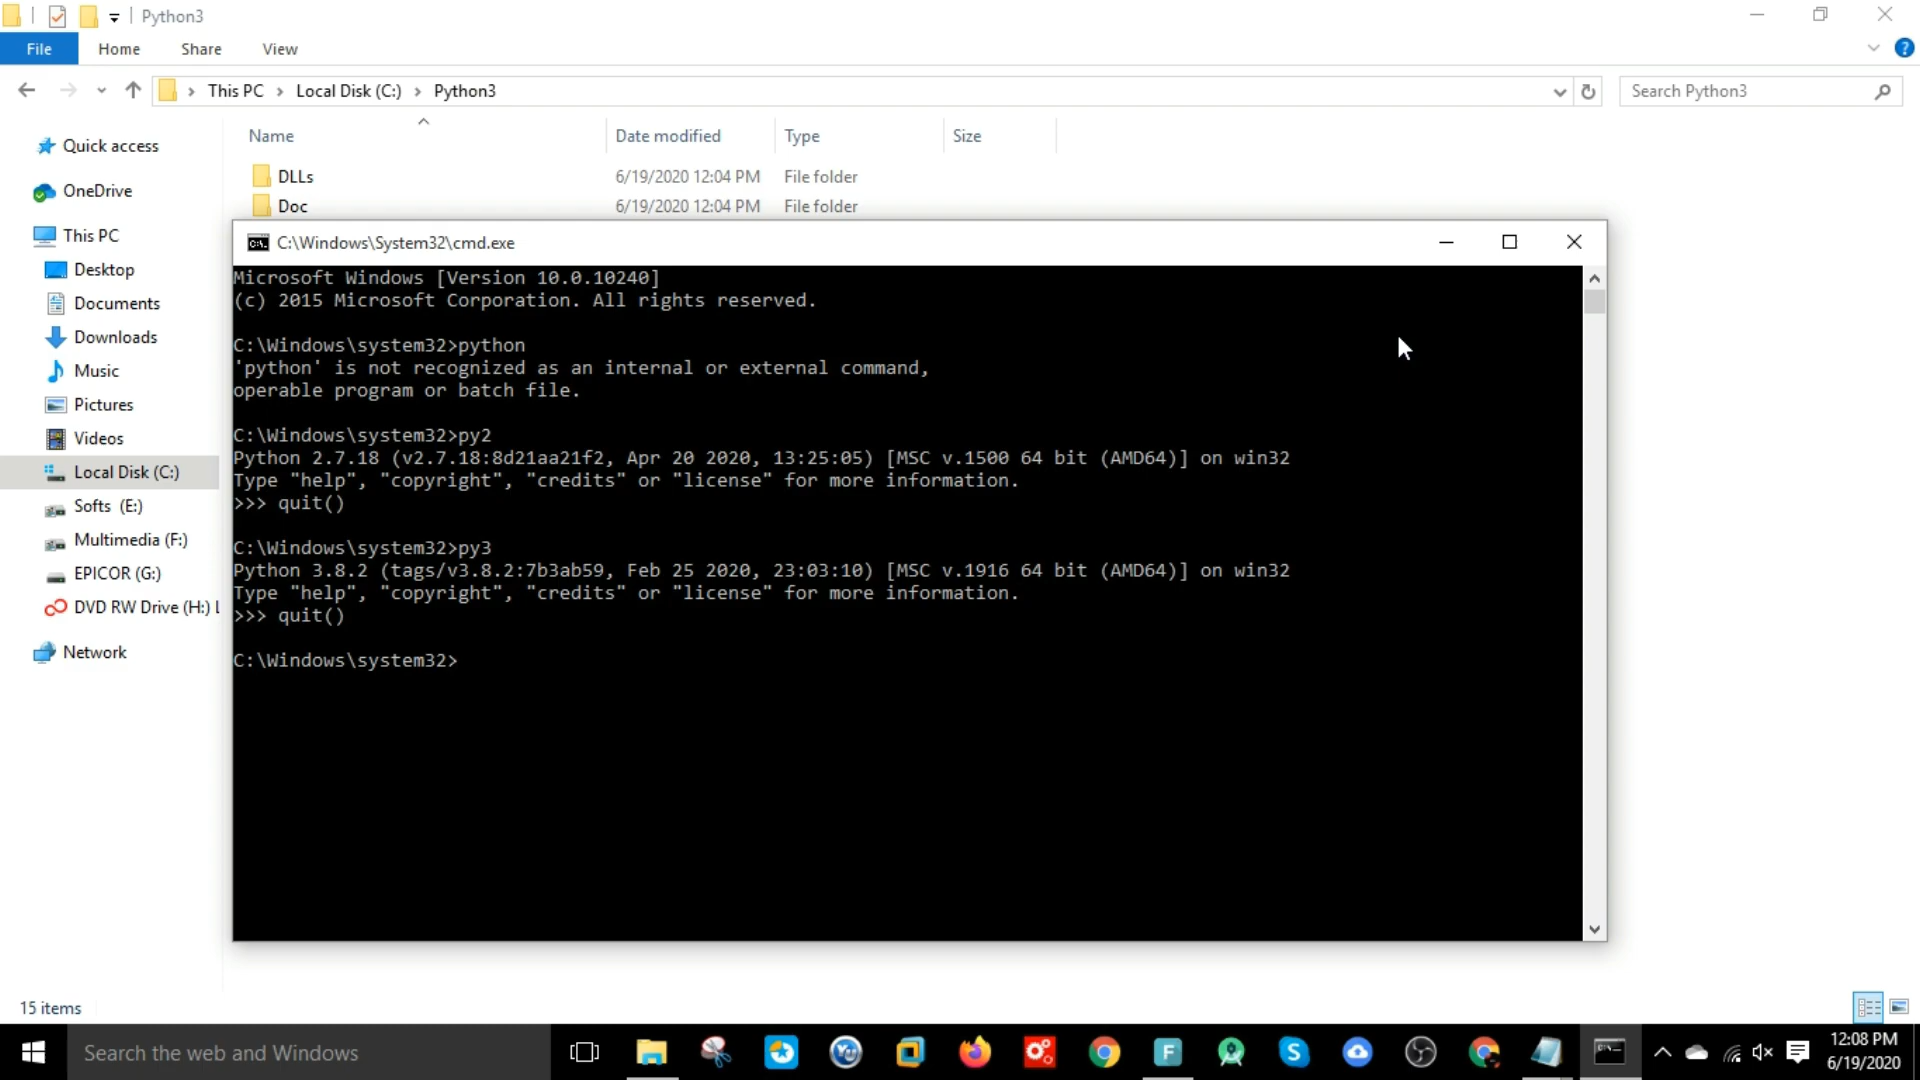 Python3
File Home Share View
This PC Local Disk (C:) Python3
Search Python3
Name Date modified Type Size
DLLs 6/19/2020 12:04 PM File folder
Doc 6/19/2020 12:04 PM File folder
Quick access
OneDrive
This PC
Desktop
Documents
Downloads
Music
Pictures
Videos
Local Disk (C:)
Softs (E:)
Multimedia (F:)
EPICOR (G:)
DVD RW Drive (H:) L
Network
C:\Windows\System32\cmd.exe
Microsoft Windows [Version 10.0.10240]
(c) 2015 Microsoft Corporation. All rights reserved.
C:\Windows\system32>python
'python' is not recognized as an internal or external command,
operable program or batch file.
C:\Windows\system32>py2
Python 2.7.18 (v2.7.18:8d21aa21f2, Apr 20 2020, 13:25:05) [MSC v.1500 64 bit (AMD64)] on win32
Type "help", "copyright", "credits" or "license" for more information.
>>> quit()
C:\Windows\system32>py3
Python 3.8.2 (tags/v3.8.2:7b3ab59, Feb 25 2020, 23:03:10) [MSC v.1916 64 bit (AMD64)] on win32
Type "help", "copyright", "credits" or "license" for more information.
>>> quit()
C:\Windows\system32>
15 items
Search the web and Windows
12:08 PM
6/19/2020